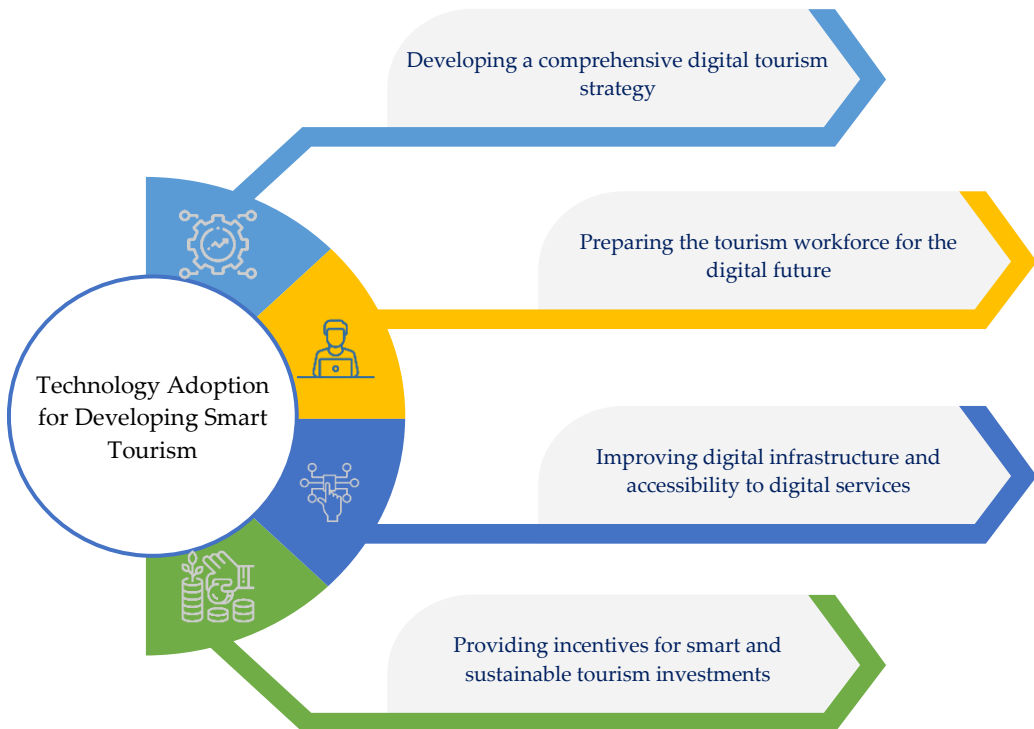 Developing a comprehensive digital tourism
strategy
Preparing the tourism workforce for the
digital future
Technology Adoption
for Developing Smart
Tourism
Improving digital infrastructure and
accessibility to digital services
Providing incentives for smart and
sustainable tourism investments